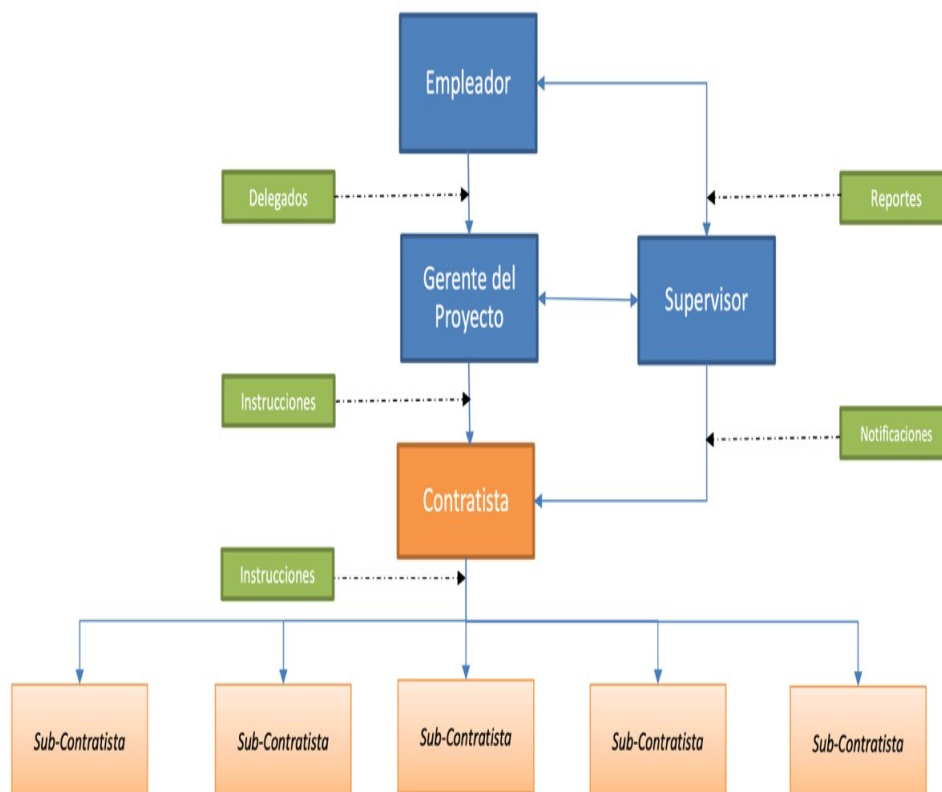 Empleador
Delegados
Reportes
Gerente del
Proyecto
Supervisor
Instrucciones
Notificaciones
Contratista
Instrucciones
Sub-Contratista
Sub-Contratista
Sub-Contratista
Sub-Contratista
Sub-Contratista